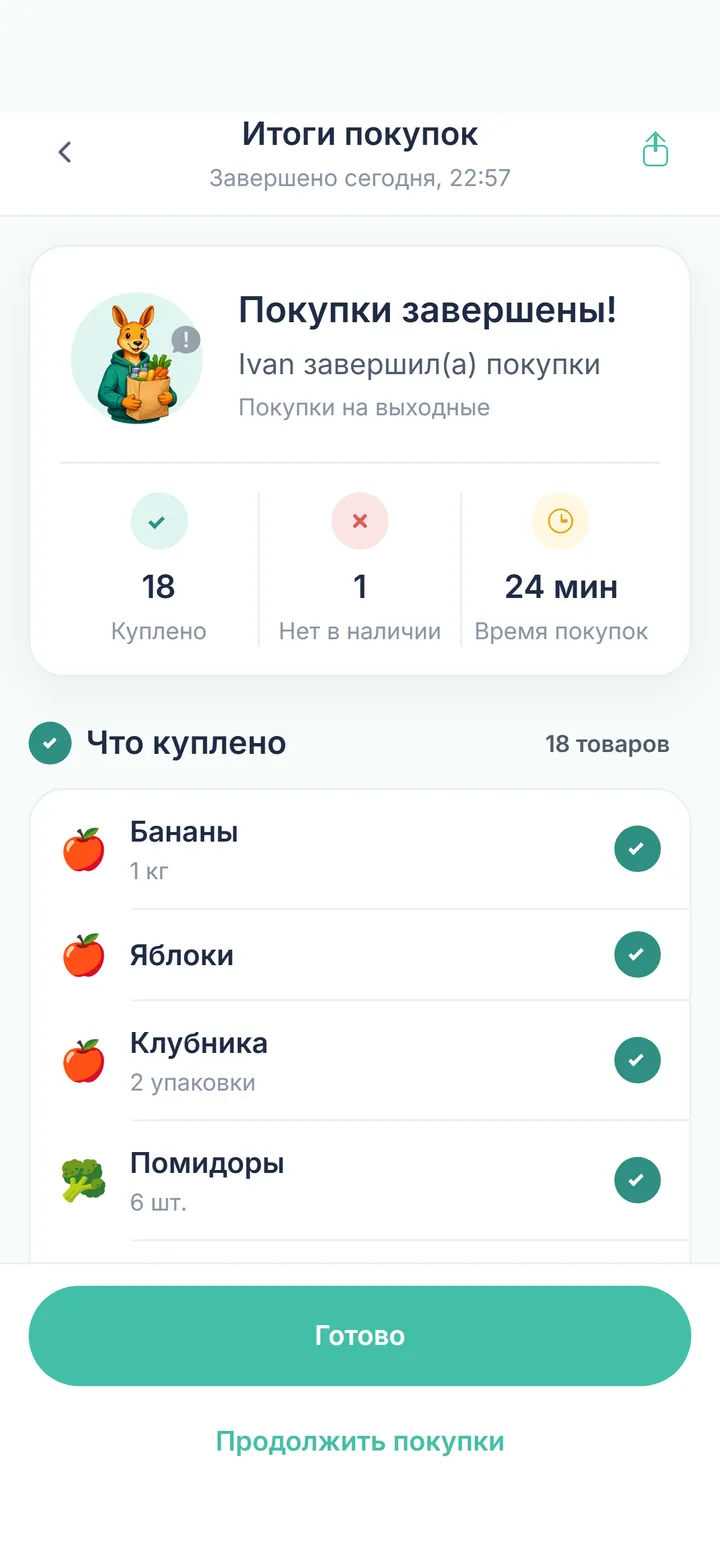 Итоги покупок
Завершено сегодня, 22:57
Покупки завершены!
Ivan завершил(а) покупки
Покупки на выходные
18
Куплено
1
Нет в наличии
24 мин
Время покупок
Что куплено
18 товаров
Бананы
1 кг
Яблоки
Клубника
2 упаковки
Помидоры
6 шт.
Готово
Продолжить покупки